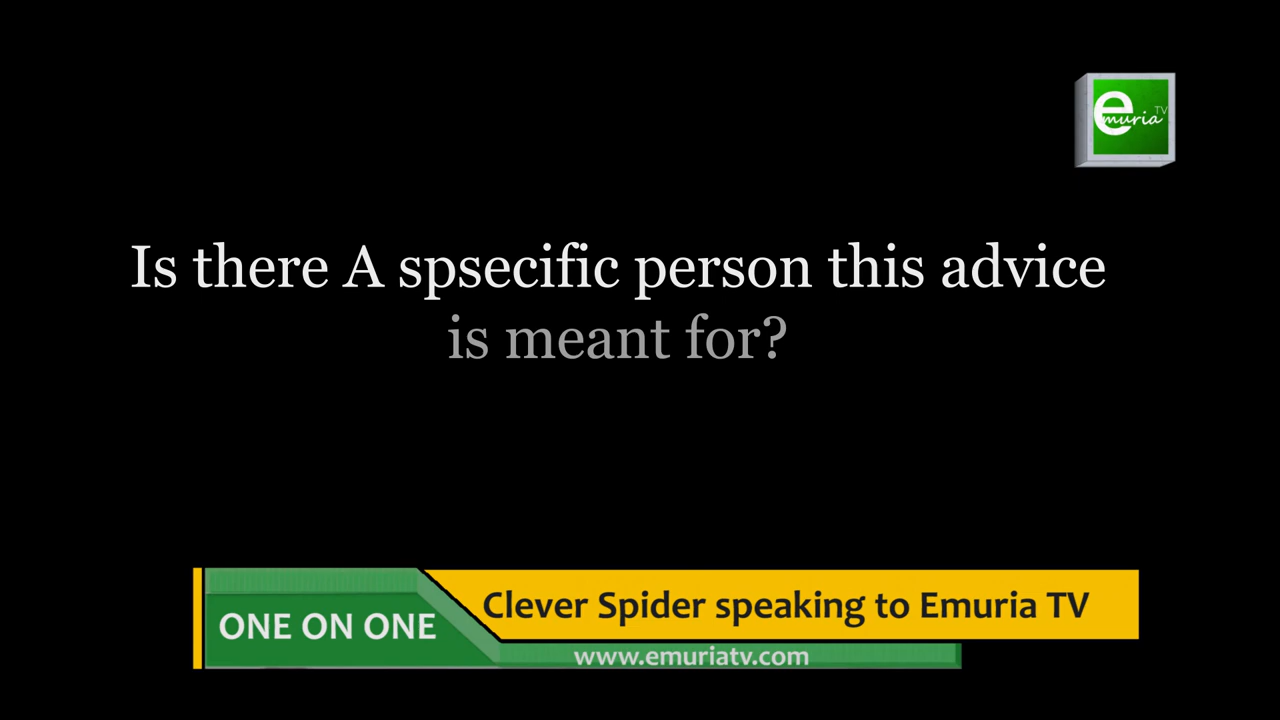 emuria TV
Is there A spsecific person this advice
is meant for?
Clever Spider speaking to Emuria TV
ONE ON ONE
www.emuriatv.com